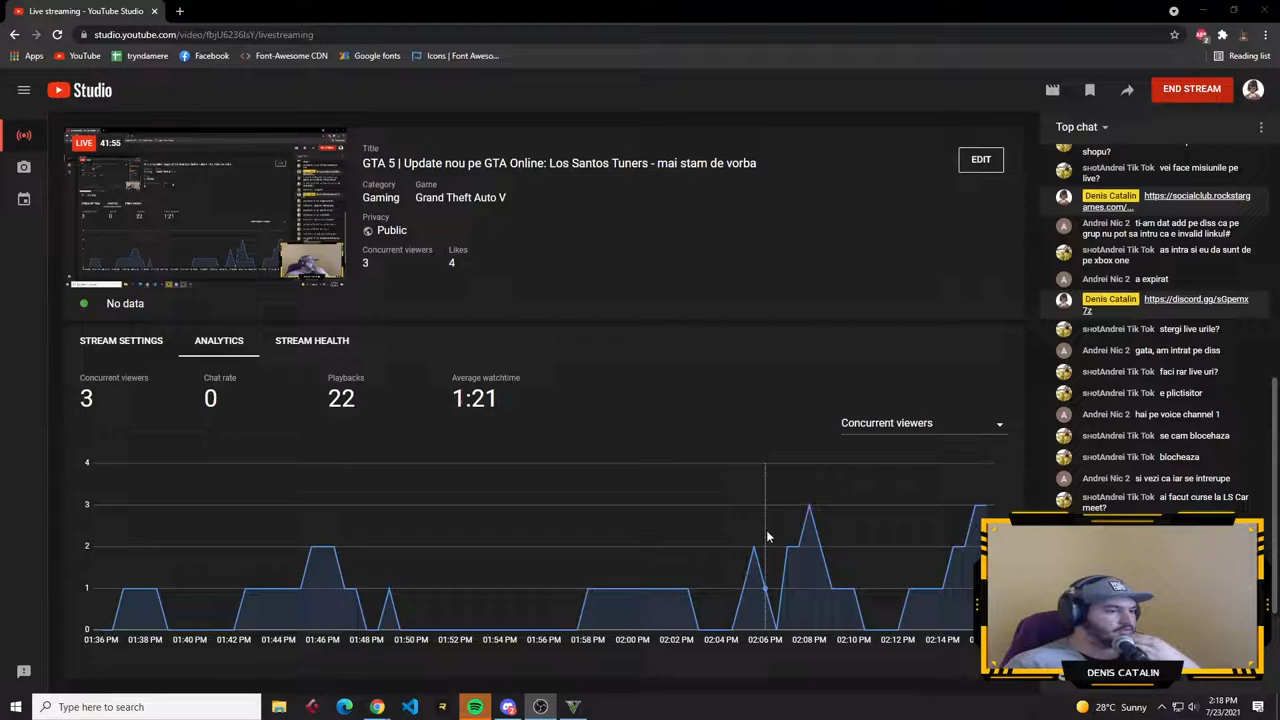 Live streaming - YouTube Studio
studio.youtube.com/video/fbjU6236IsY/livestreaming
Apps YouTube tryndamere Facebook Font-Awesome CDN Google fonts Icons | Font Aweso... Reading list
Studio
END STREAM
LIVE 41:55
Title
GTA 5 | Update nou pe GTA Online: Los Santos Tuners - mai stam de vorba
EDIT
Category Game
Gaming Grand Theft Auto V
Privacy
Public
Concurrent viewers Likes
3 4
No data
STREAM SETTINGS ANALYTICS STREAM HEALTH
Concurrent viewers Chat rate Playbacks Average watchtime
3 0 22 1:21
Concurrent viewers
4
3
2
1
0
01:36 PM 01:38 PM 01:40 PM 01:42 PM 01:44 PM 01:46 PM 01:48 PM 01:50 PM 01:52 PM 01:54 PM 01:56 PM 01:58 PM 02:00 PM 02:02 PM 02:04 PM 02:06 PM 02:08 PM 02:10 PM 02:12 PM 02:14 PM
Top chat
shopu?
sʜotAndrei Tik Tok vei face misiunile pe
live?
Denis Catalin
Andrei Nic 2 ti-am dat add pe diss ca pe
grup nu pot sa intru ca e invalid linkul#
sʜotAndrei Tik Tok as intra si eu da sunt de
pe xbox one
Andrei Nic 2 a expirat
Denis Catalin https://discord.gg/sGpemx
7z
sʜotAndrei Tik Tok stergi live urile?
Andrei Nic 2 gata, am intrat pe diss
sʜotAndrei Tik Tok faci rar live uri?
sʜotAndrei Tik Tok e plictisitor
Andrei Nic 2 hai pe voice channel 1
sʜotAndrei Tik Tok se cam blocehaza
sʜotAndrei Tik Tok blocheaza
Andrei Nic 2 si vezi ca iar se intrerupe
sʜotAndrei Tik Tok ai facut curse la LS Car
meet?
DENIS CATALIN
Type here to search
28°C Sunny
2:18 PM
7/23/2021